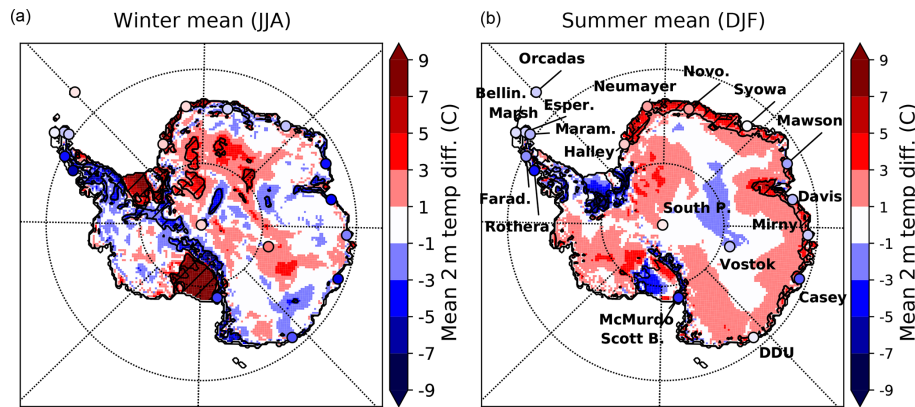 (a)
Winter mean (JJA)
9
7
5
3
1
-1
-3
-5
-7
-9
Mean 2 m temp diff. (C)
(b)
Summer mean (DJF)
Orcadas
Bellin.
Marsh
Esper.
Maram.
Neumayer
Novo.
Syowa
Mawson
Halley
Farad.
Rothera
South P.
Davis
Mirny
Vostok
Casey
McMurdo
Scott B.
DDU
9
7
5
3
1
-1
-3
-5
-7
-9
Mean 2 m temp diff. (C)